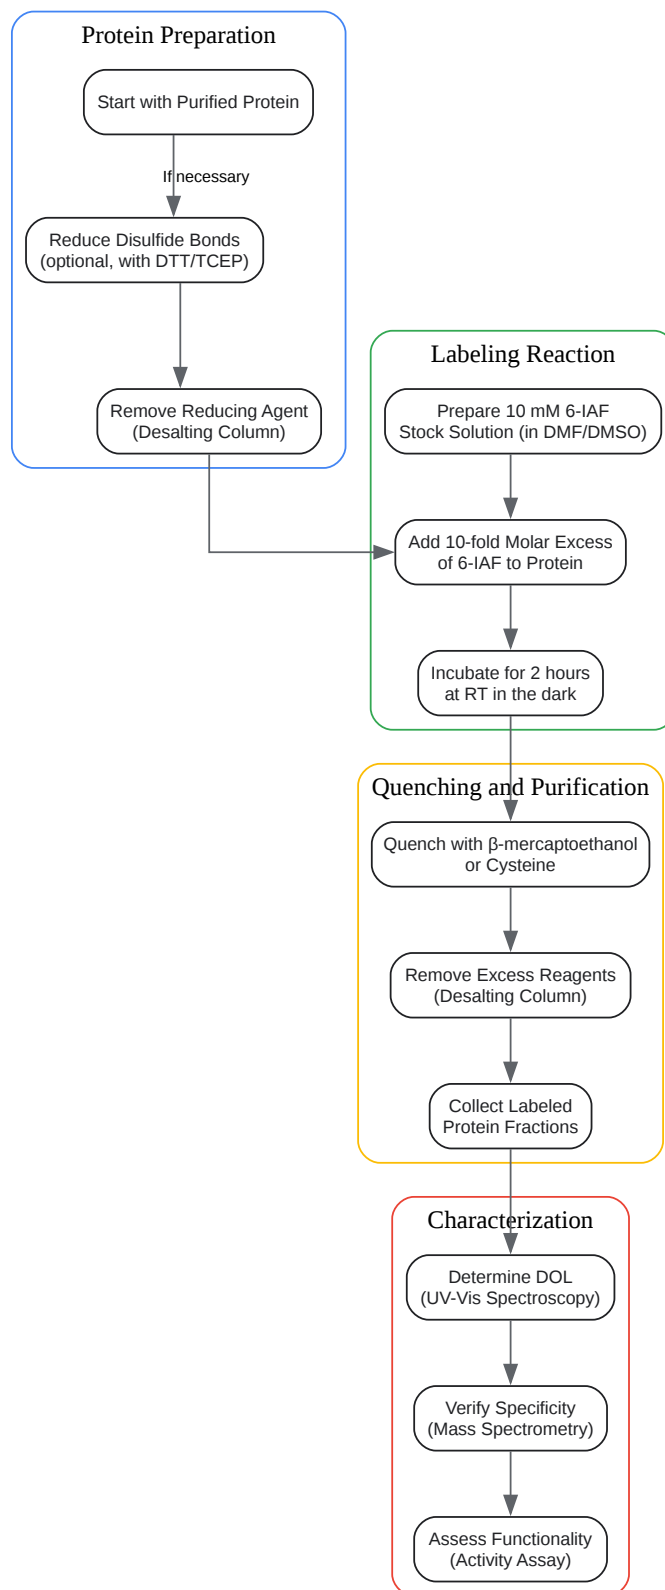 Protein Preparation
Start with Purified Protein
If necessary
Reduce Disulfide Bonds
(optional, with DTT/TCEP)
Remove Reducing Agent
(Desalting Column)
Labeling Reaction
Prepare 10 mM 6-IAF
Stock Solution (in DMF/DMSO)
Add 10-fold Molar Excess
of 6-IAF to Protein
Incubate for 2 hours
at RT in the dark
Quenching and Purification
Quench with β-mercaptoethanol
or Cysteine
Remove Excess Reagents
(Desalting Column)
Collect Labeled
Protein Fractions
Characterization
Determine DOL
(UV-Vis Spectroscopy)
Verify Specificity
(Mass Spectrometry)
Assess Functionality
(Activity Assay)